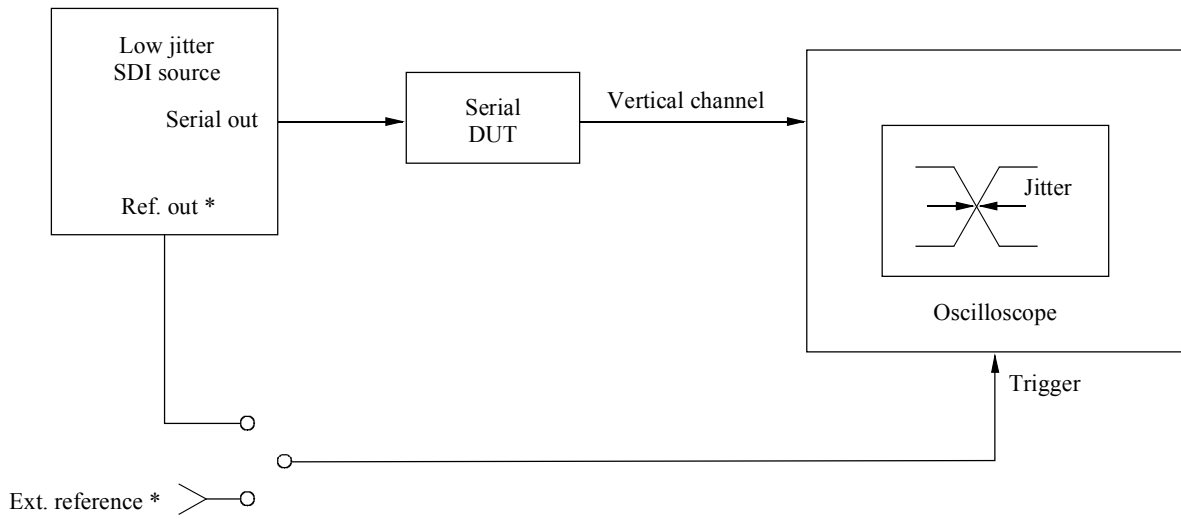 Low jitter
SDI source
Serial out
Ref. out *
Serial
DUT
Vertical channel
Jitter
Oscilloscope
Trigger
Ext. reference *